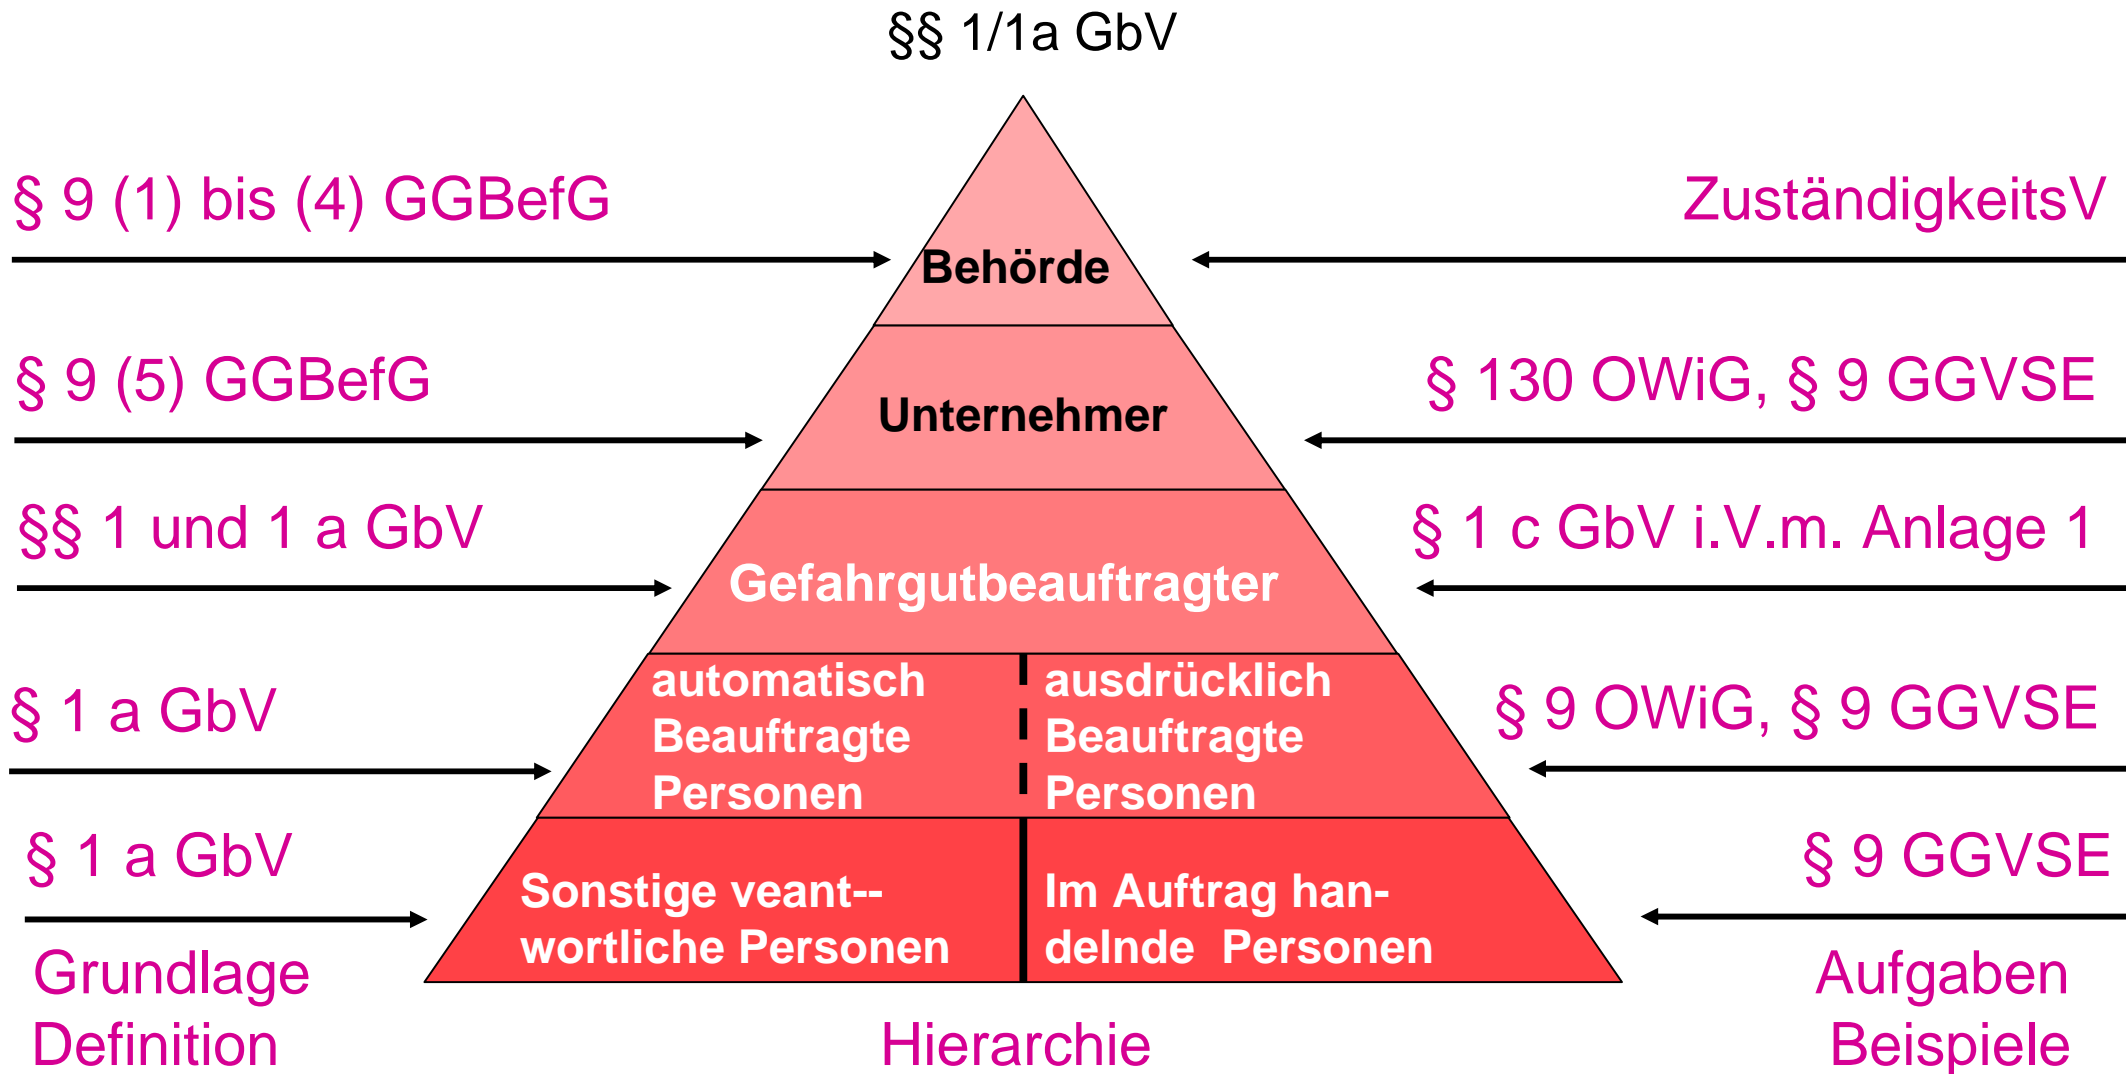 §§ 1/1a GbV
§ 9 (1) bis (4) GGBefG
ZuständigkeitsV
Behörde
§ 9 (5) GGBefG
§ 130 OWiG, § 9 GGVSE
Unternehmer
§§ 1 und 1 a GbV
§ 1 c GbV i.V.m. Anlage 1
Gefahrgutbeauftragter
§ 1 a GbV
automatisch
Beauftragte
Personen
ausdrücklich
Beauftragte
Personen
§ 9 OWiG, § 9 GGVSE
§ 1 a GbV
Sonstige veant--
wortliche Personen
Im Auftrag han-
delnde Personen
§ 9 GGVSE
Grundlage
Definition
Hierarchie
Aufgaben
Beispiele